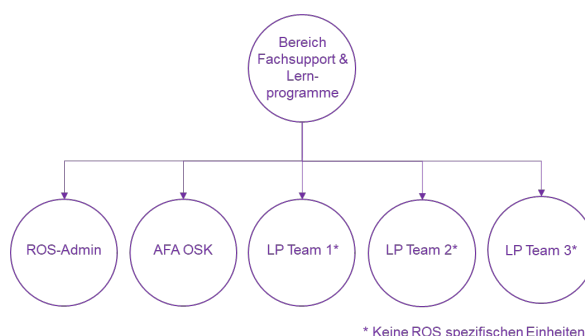 Bereich
Fachsupport &
Lern-
programme
ROS-Admin
AFA OSK
LP Team 1*
LP Team 2*
LP Team 3*
* Keine ROS spezifischen Einheiten